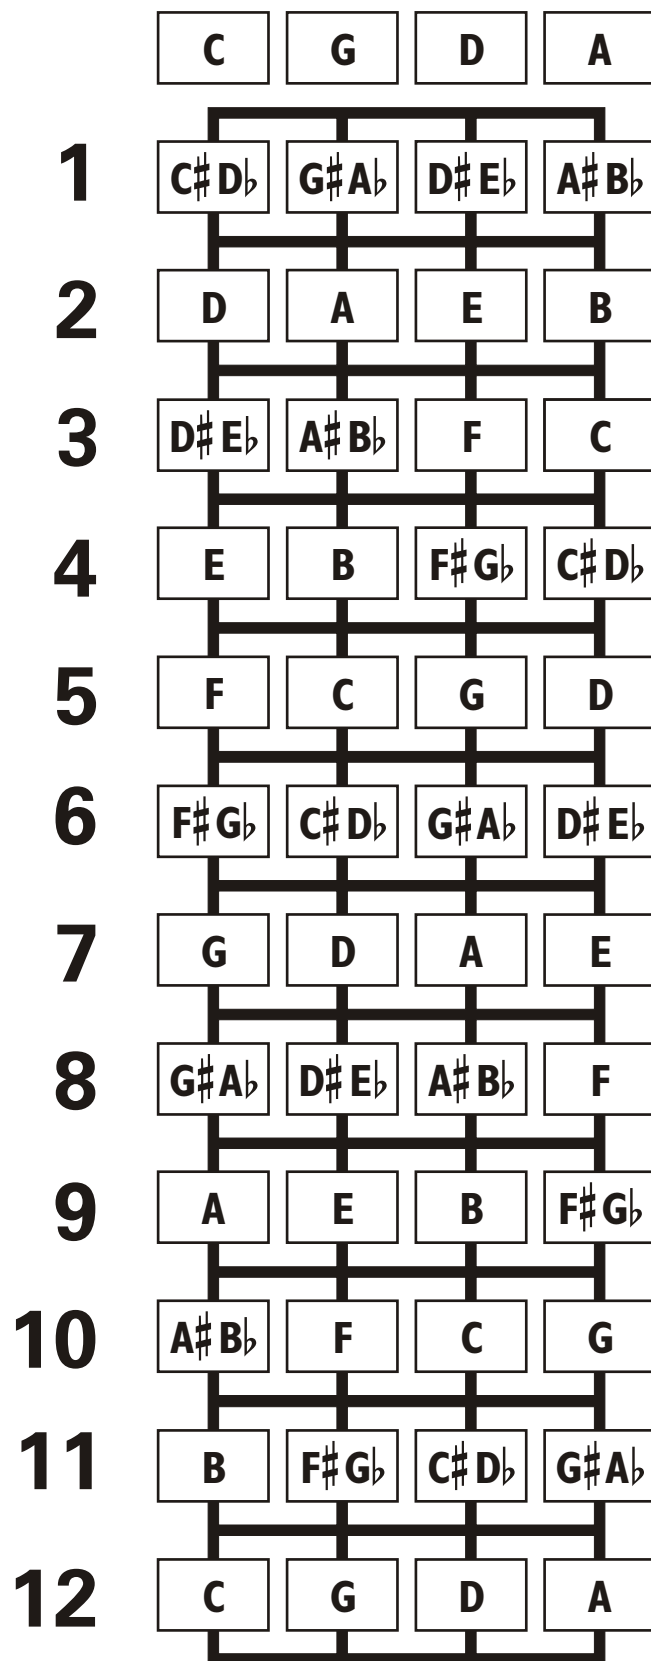 C G D A
1 C♯D♭ G♯A♭ D♯E♭ A♯B♭
2 D A E B
3 D♯E♭ A♯B♭ F C
4 E B F♯G♭ C♯D♭
5 F C G D
6 F♯G♭ C♯D♭ G♯A♭ D♯E♭
7 G D A E
8 G♯A♭ D♯E♭ A♯B♭ F
9 A E B F♯G♭
10 A♯B♭ F C G
11 B F♯G♭ C♯D♭ G♯A♭
12 C G D A